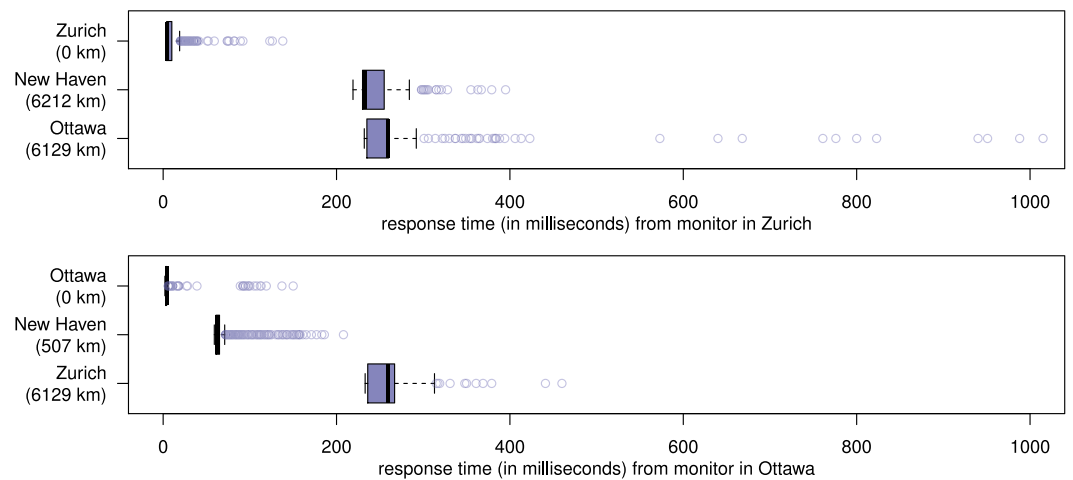 Zurich
(0 km)
New Haven
(6212 km)
Ottawa
(6129 km)
0 200 400 600 800 1000
response time (in milliseconds) from monitor in Zurich
Ottawa
(0 km)
New Haven
(507 km)
Zurich
(6129 km)
0 200 400 600 800 1000
response time (in milliseconds) from monitor in Ottawa